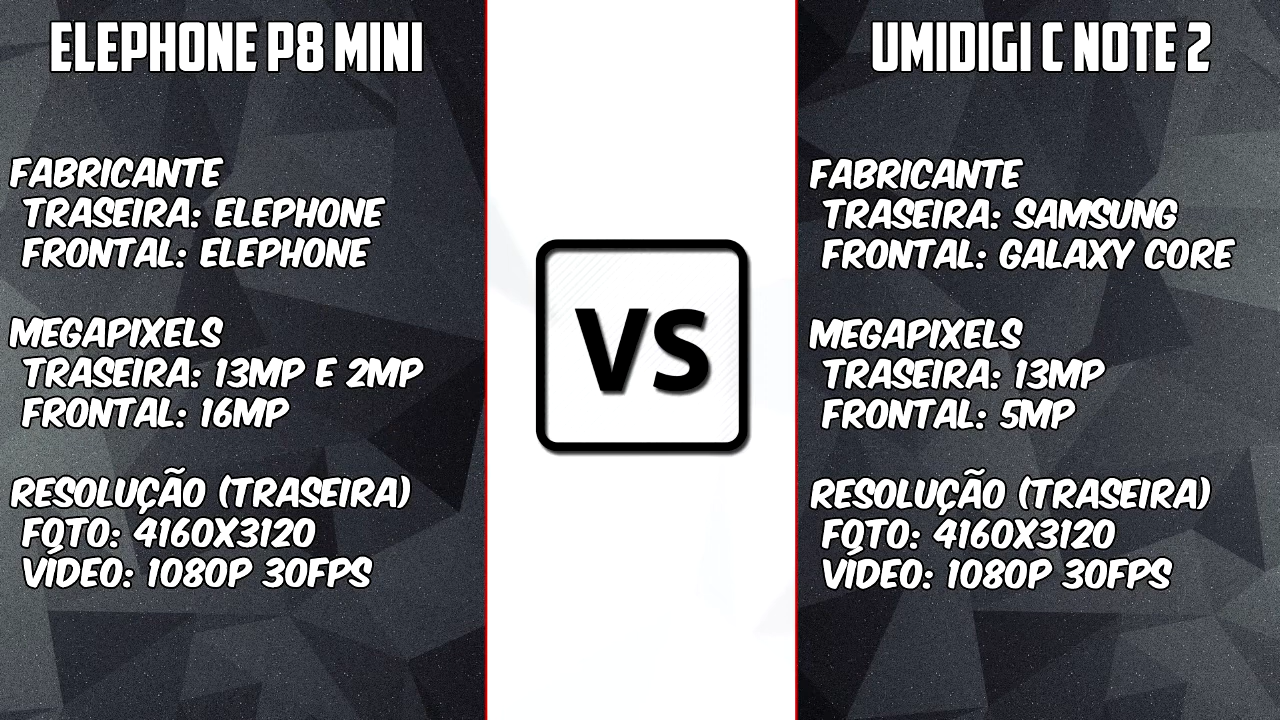 ELEPHONE P8 MINI
FABRICANTE
TRASEIRA: ELEPHONE
FRONTAL: ELEPHONE
MEGAPIXELS
TRASEIRA: 13MP E 2MP
FRONTAL: 16MP
RESOLUÇÃO (TRASEIRA)
FOTO: 4160X3120
VÍDEO: 1080P 30FPS
VS
UMIDIGI C NOTE 2
FABRICANTE
TRASEIRA: SAMSUNG
FRONTAL: GALAXY CORE
MEGAPIXELS
TRASEIRA: 13MP
FRONTAL: 5MP
RESOLUÇÃO (TRASEIRA)
FOTO: 4160X3120
VÍDEO: 1080P 30FPS